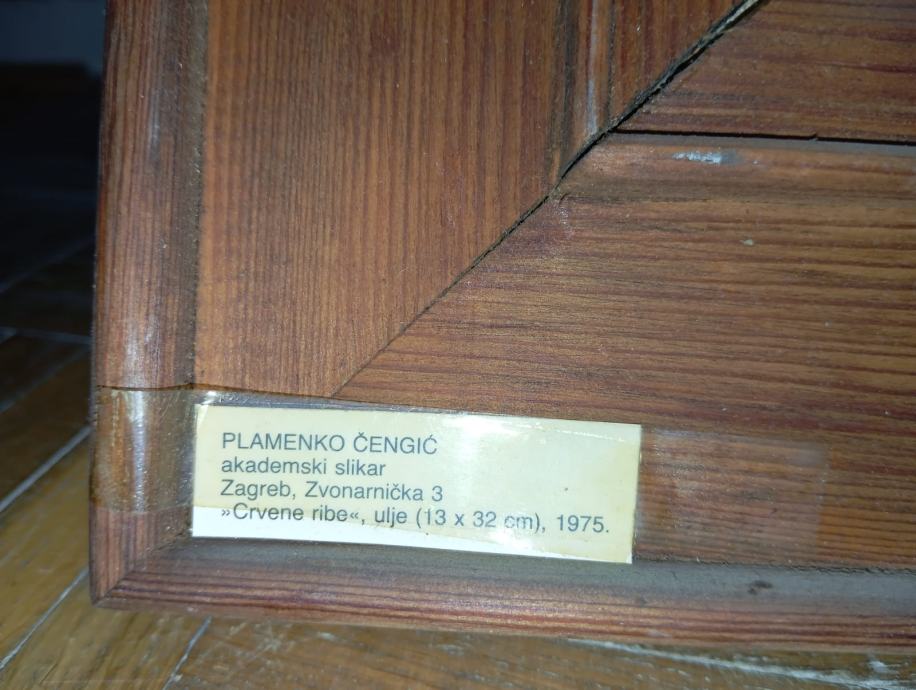 PLAMENKO ČENGIĆ
akademski slikar
Zagreb, Zvonarnička 3
»Crvene ribe«, ulje (13 x 32 cm), 1975.